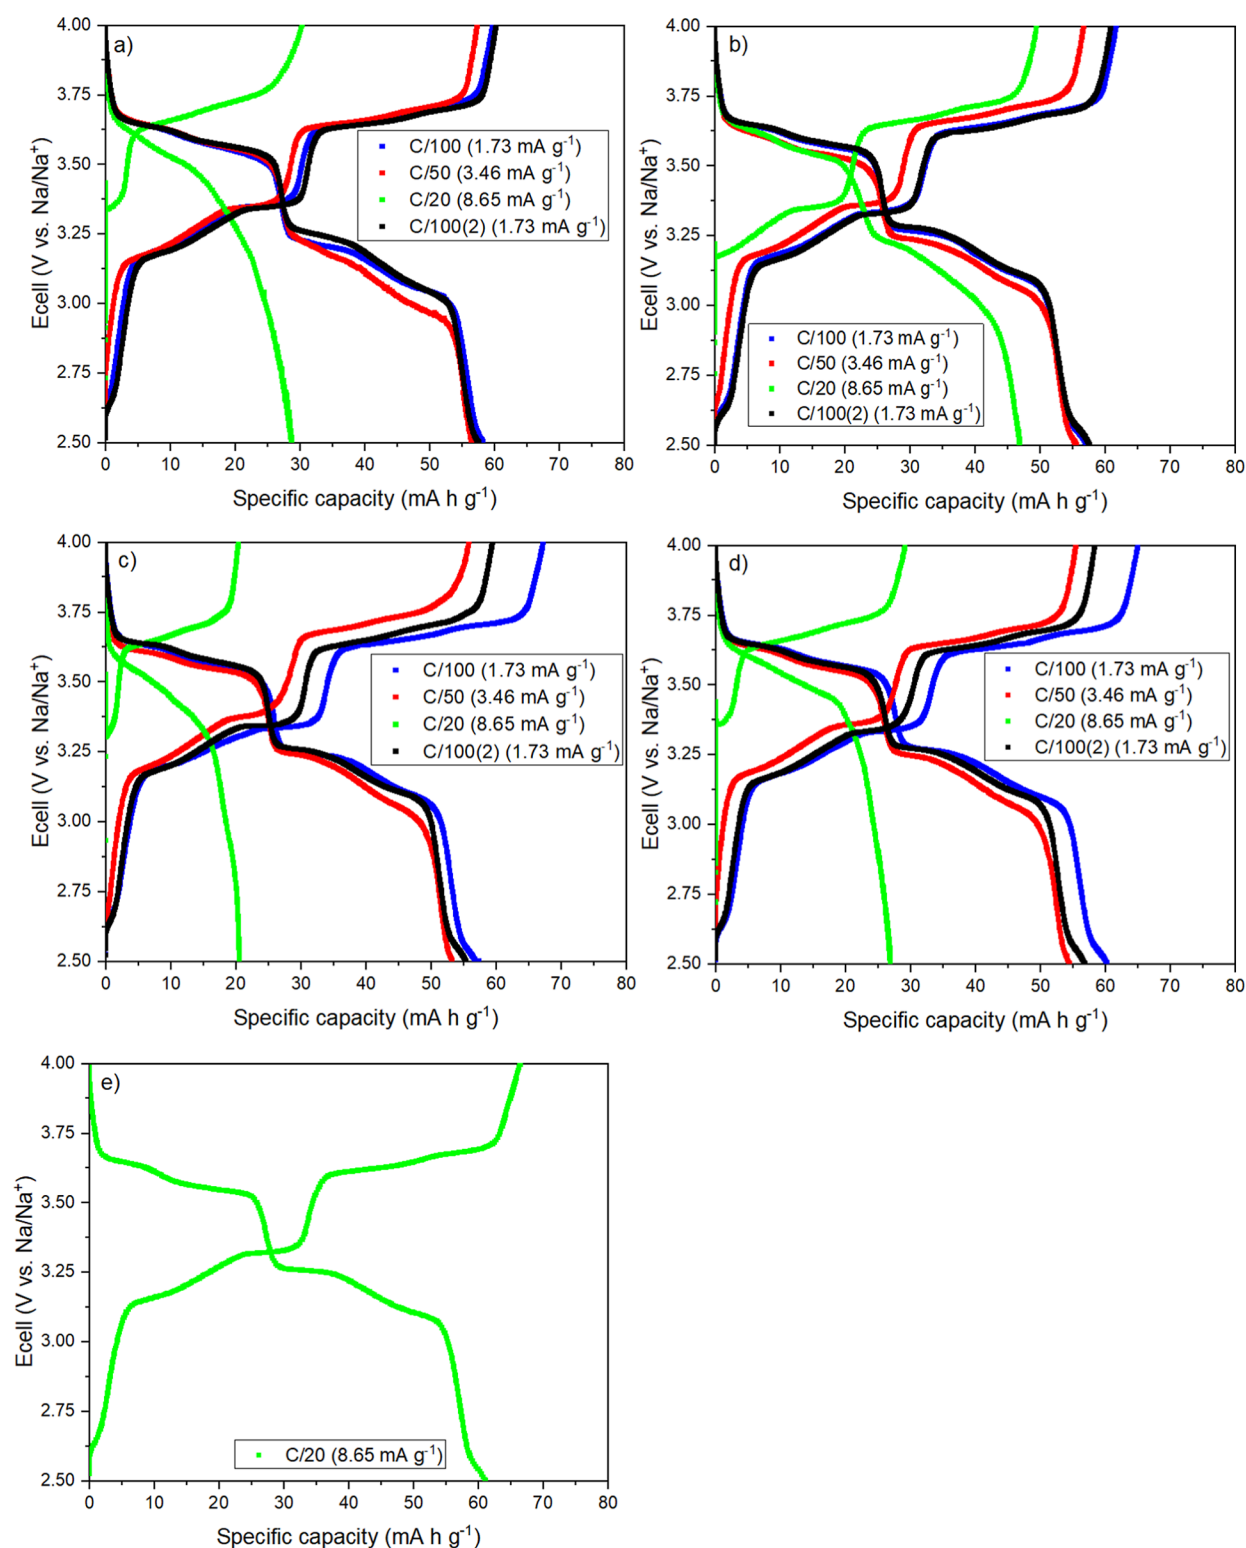 a)
4.00
3.75
3.50
3.25
3.00
2.75
2.50
Ecell (V vs. Na/Na⁺)
C/100 (1.73 mA g⁻¹)
C/50 (3.46 mA g⁻¹)
C/20 (8.65 mA g⁻¹)
C/100(2) (1.73 mA g⁻¹)
0 10 20 30 40 50 60 70 80
Specific capacity (mA h g⁻¹)
b)
4.00
3.75
3.50
3.25
3.00
2.75
2.50
Ecell (V vs. Na/Na⁺)
C/100 (1.73 mA g⁻¹)
C/50 (3.46 mA g⁻¹)
C/20 (8.65 mA g⁻¹)
C/100(2) (1.73 mA g⁻¹)
0 10 20 30 40 50 60 70 80
Specific capacity (mA h g⁻¹)
c)
4.00
3.75
3.50
3.25
3.00
2.75
2.50
Ecell (V vs. Na/Na⁺)
C/100 (1.73 mA g⁻¹)
C/50 (3.46 mA g⁻¹)
C/20 (8.65 mA g⁻¹)
C/100(2) (1.73 mA g⁻¹)
0 10 20 30 40 50 60 70 80
Specific capacity (mA h g⁻¹)
d)
4.00
3.75
3.50
3.25
3.00
2.75
2.50
Ecell (V vs. Na/Na⁺)
C/100 (1.73 mA g⁻¹)
C/50 (3.46 mA g⁻¹)
C/20 (8.65 mA g⁻¹)
C/100(2) (1.73 mA g⁻¹)
0 10 20 30 40 50 60 70 80
Specific capacity (mA h g⁻¹)
e)
4.00
3.75
3.50
3.25
3.00
2.75
2.50
Ecell (V vs. Na/Na⁺)
C/20 (8.65 mA g⁻¹)
0 10 20 30 40 50 60 70 80
Specific capacity (mA h g⁻¹)